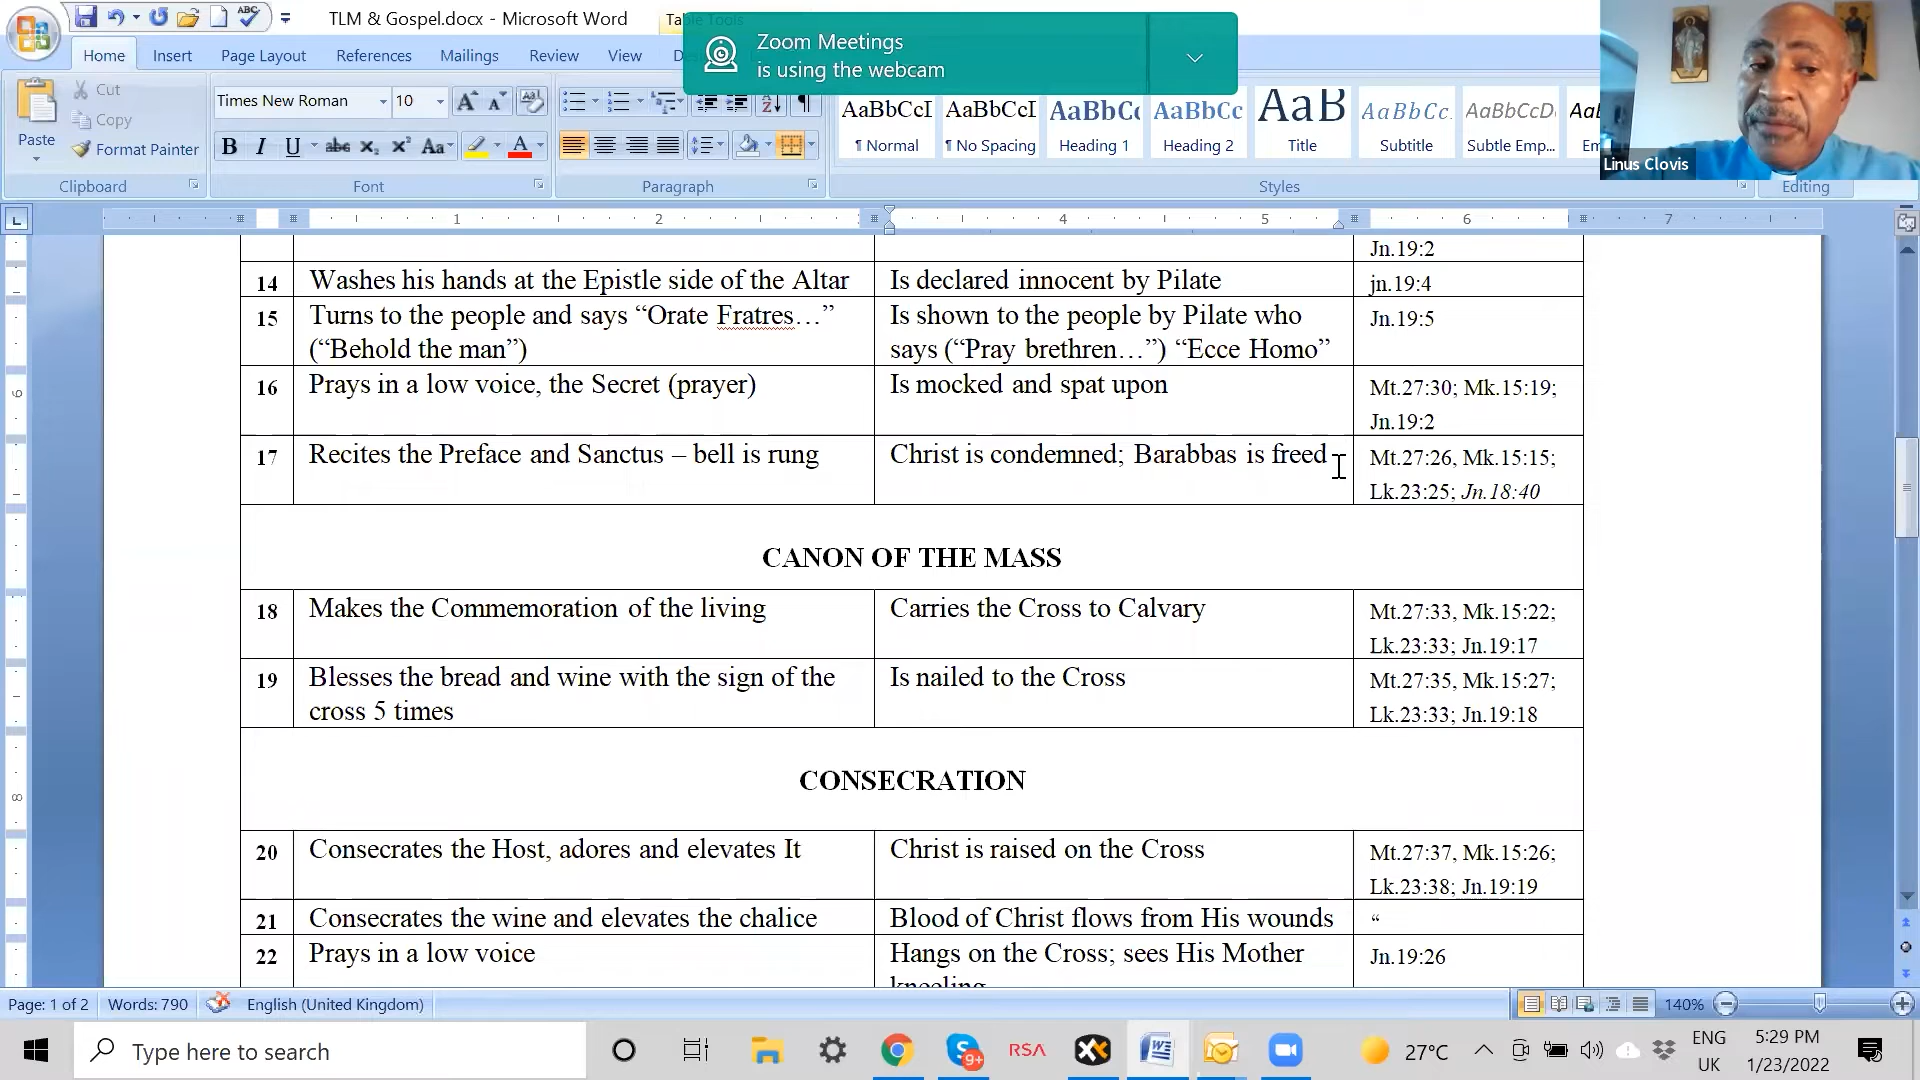 TLM & Gospel.docx - Microsoft Word
Zoom Meetings
is using the webcam
Home Insert Page Layout References Mailings Review View
Cut
Copy
Format Painter
Paste
Times New Roman 10
AaBbCcI AaBbCcI AaBbCc AaBbCc AaB AaBbCc. AaBbCcD
¶ Normal ¶ No Spacing Heading 1 Heading 2 Title Subtitle Subtle Emp...
Clipboard Font Paragraph Styles Editing
Linus Clovis
1 2 4 5 6 7
Jn.19:2
14 Washes his hands at the Epistle side of the Altar Is declared innocent by Pilate jn.19:4
15 Turns to the people and says “Orate Fratres…” Is shown to the people by Pilate who Jn.19:5
(“Behold the man”) says (“Pray brethren…”) “Ecce Homo”
16 Prays in a low voice, the Secret (prayer) Is mocked and spat upon Mt.27:30; Mk.15:19;
Jn.19:2
17 Recites the Preface and Sanctus – bell is rung Christ is condemned; Barabbas is freed Mt.27:26, Mk.15:15;
Lk.23:25; Jn.18:40
CANON OF THE MASS
18 Makes the Commemoration of the living Carries the Cross to Calvary Mt.27:33, Mk.15:22;
Lk.23:33; Jn.19:17
19 Blesses the bread and wine with the sign of the Is nailed to the Cross Mt.27:35, Mk.15:27;
cross 5 times Lk.23:33; Jn.19:18
CONSECRATION
20 Consecrates the Host, adores and elevates It Christ is raised on the Cross Mt.27:37, Mk.15:26;
Lk.23:38; Jn.19:19
21 Consecrates the wine and elevates the chalice Blood of Christ flows from His wounds “
22 Prays in a low voice Hangs on the Cross; sees His Mother Jn.19:26
kneeling
Page: 1 of 2 Words: 790 English (United Kingdom) 140%
Type here to search
RSA
9+
27°C
ENG
UK
5:29 PM
1/23/2022